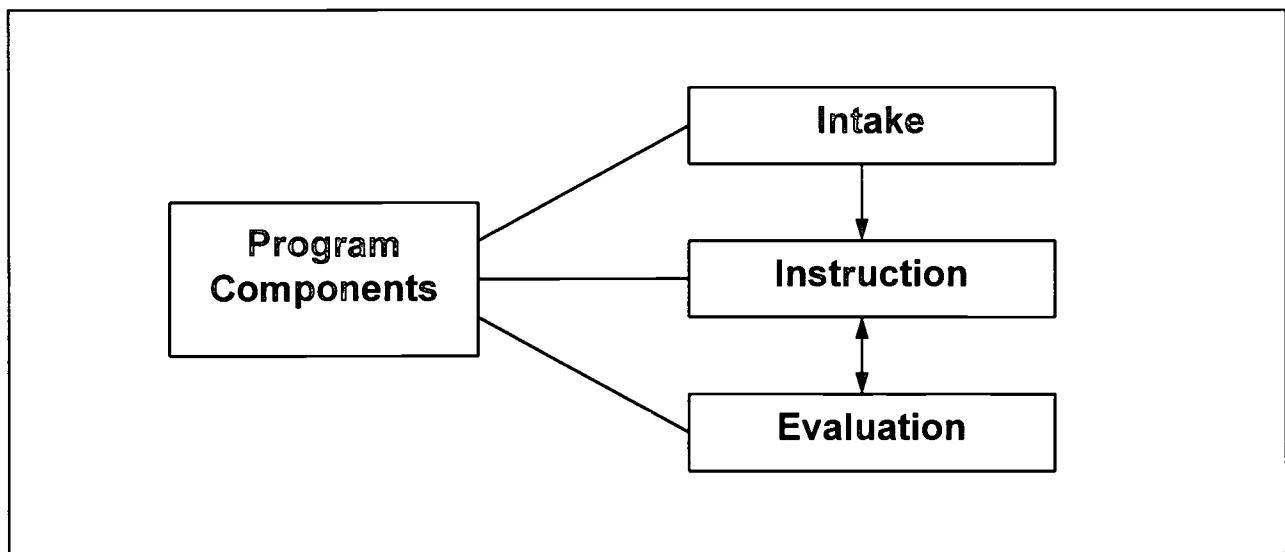 Intake
Program
Components
Instruction
Evaluation